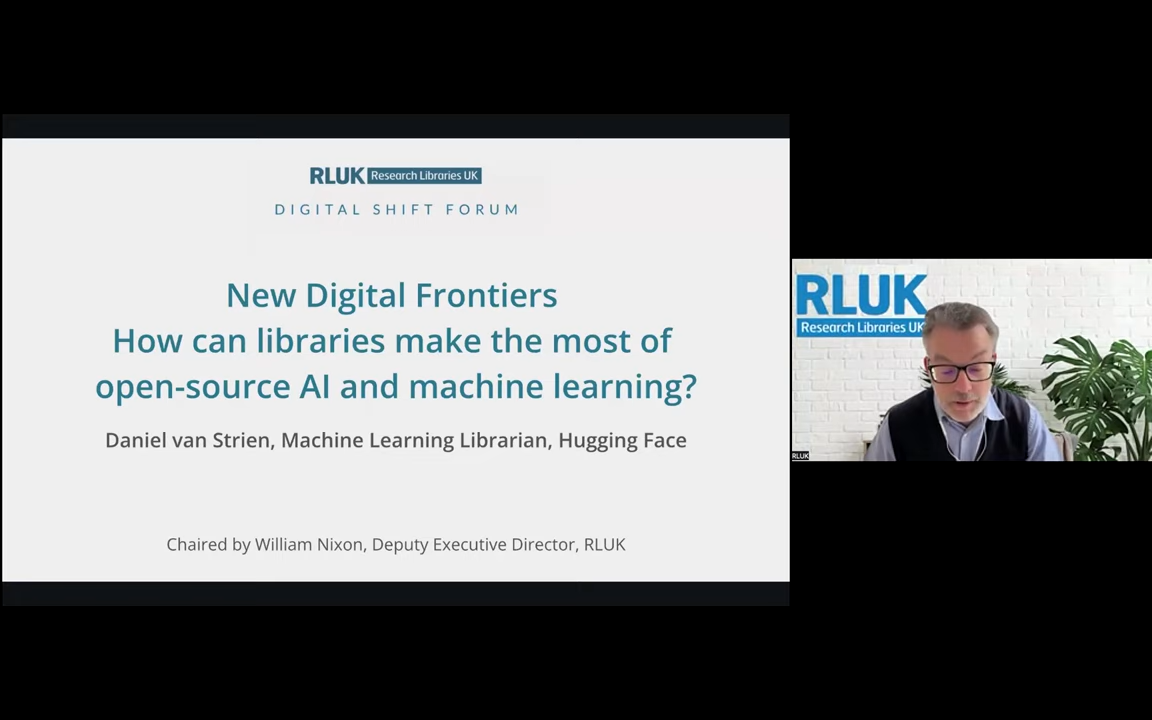 RLUK Research Libraries UK
DIGITAL SHIFT FORUM
New Digital Frontiers
How can libraries make the most of
open-source AI and machine learning?
Daniel van Strien, Machine Learning Librarian, Hugging Face
Chaired by William Nixon, Deputy Executive Director, RLUK
RLUK
Research Libraries UK
RLUK